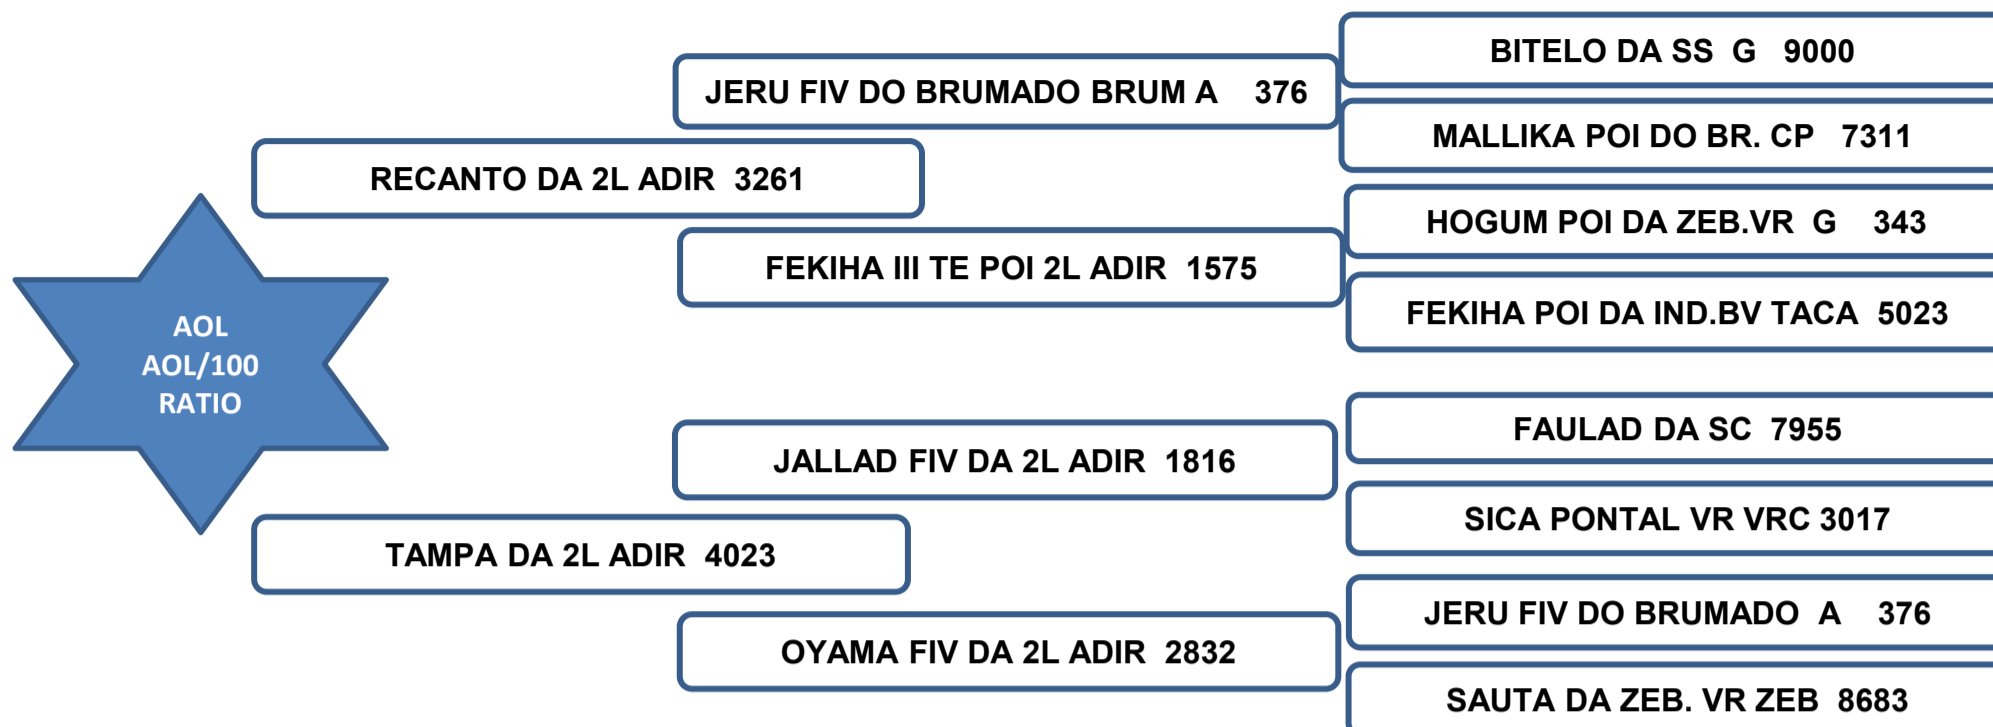 BITELO DA SS G 9000
JERU FIV DO BRUMADO BRUM A 376
MALLIKA POI DO BR. CP 7311
RECANTO DA 2L ADIR 3261
HOGUM POI DA ZEB.VR G 343
FEKIHA III TE POI 2L ADIR 1575
FEKIHA POI DA IND.BV TACA 5023
AOL
AOL/100
RATIO
FAULAD DA SC 7955
JALLAD FIV DA 2L ADIR 1816
SICA PONTAL VR VRC 3017
TAMPA DA 2L ADIR 4023
JERU FIV DO BRUMADO A 376
OYAMA FIV DA 2L ADIR 2832
SAUTA DA ZEB. VR ZEB 8683